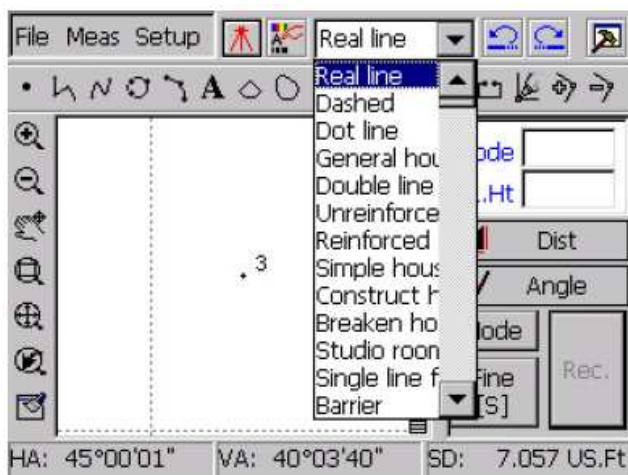 File Meas Setup Real line
A
Real line
Dashed
Dot line
General hou
Double line
Unreinforce
Reinforced
Simple hous
Construct h
Breaken ho
Studio room
Single line f
Barrier
3
ode
.Ht
Dist
Angle
ode
Fine
[S]
Rec.
HA: 45°00'01" VA: 40°03'40" SD: 7.057 US.Ft